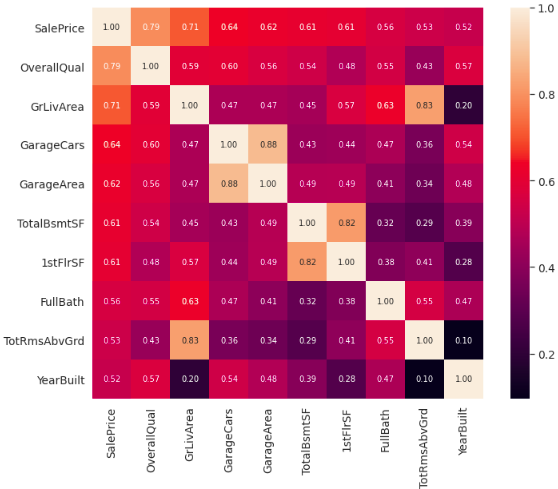 SalePrice 1.00 0.79 0.71 0.64 0.62 0.61 0.61 0.56 0.53 0.52
OverallQual 0.79 1.00 0.59 0.60 0.56 0.54 0.48 0.55 0.43 0.57
GrLivArea 0.71 0.59 1.00 0.47 0.47 0.45 0.57 0.63 0.83 0.20
GarageCars 0.64 0.60 0.47 1.00 0.88 0.43 0.44 0.47 0.36 0.54
GarageArea 0.62 0.56 0.47 0.88 1.00 0.49 0.49 0.41 0.34 0.48
TotalBsmtSF 0.61 0.54 0.45 0.43 0.49 1.00 0.82 0.32 0.29 0.39
1stFlrSF 0.61 0.48 0.57 0.44 0.49 0.82 1.00 0.38 0.41 0.28
FullBath 0.56 0.55 0.63 0.47 0.41 0.32 0.38 1.00 0.55 0.47
TotRmsAbvGrd 0.53 0.43 0.83 0.36 0.34 0.29 0.41 0.55 1.00 0.10
YearBuilt 0.52 0.57 0.20 0.54 0.48 0.39 0.28 0.47 0.10 1.00
SalePrice OverallQual GrLivArea GarageCars GarageArea TotalBsmtSF 1stFlrSF FullBath TotRmsAbvGrd YearBuilt
1.0
0.8
0.6
0.4
0.2